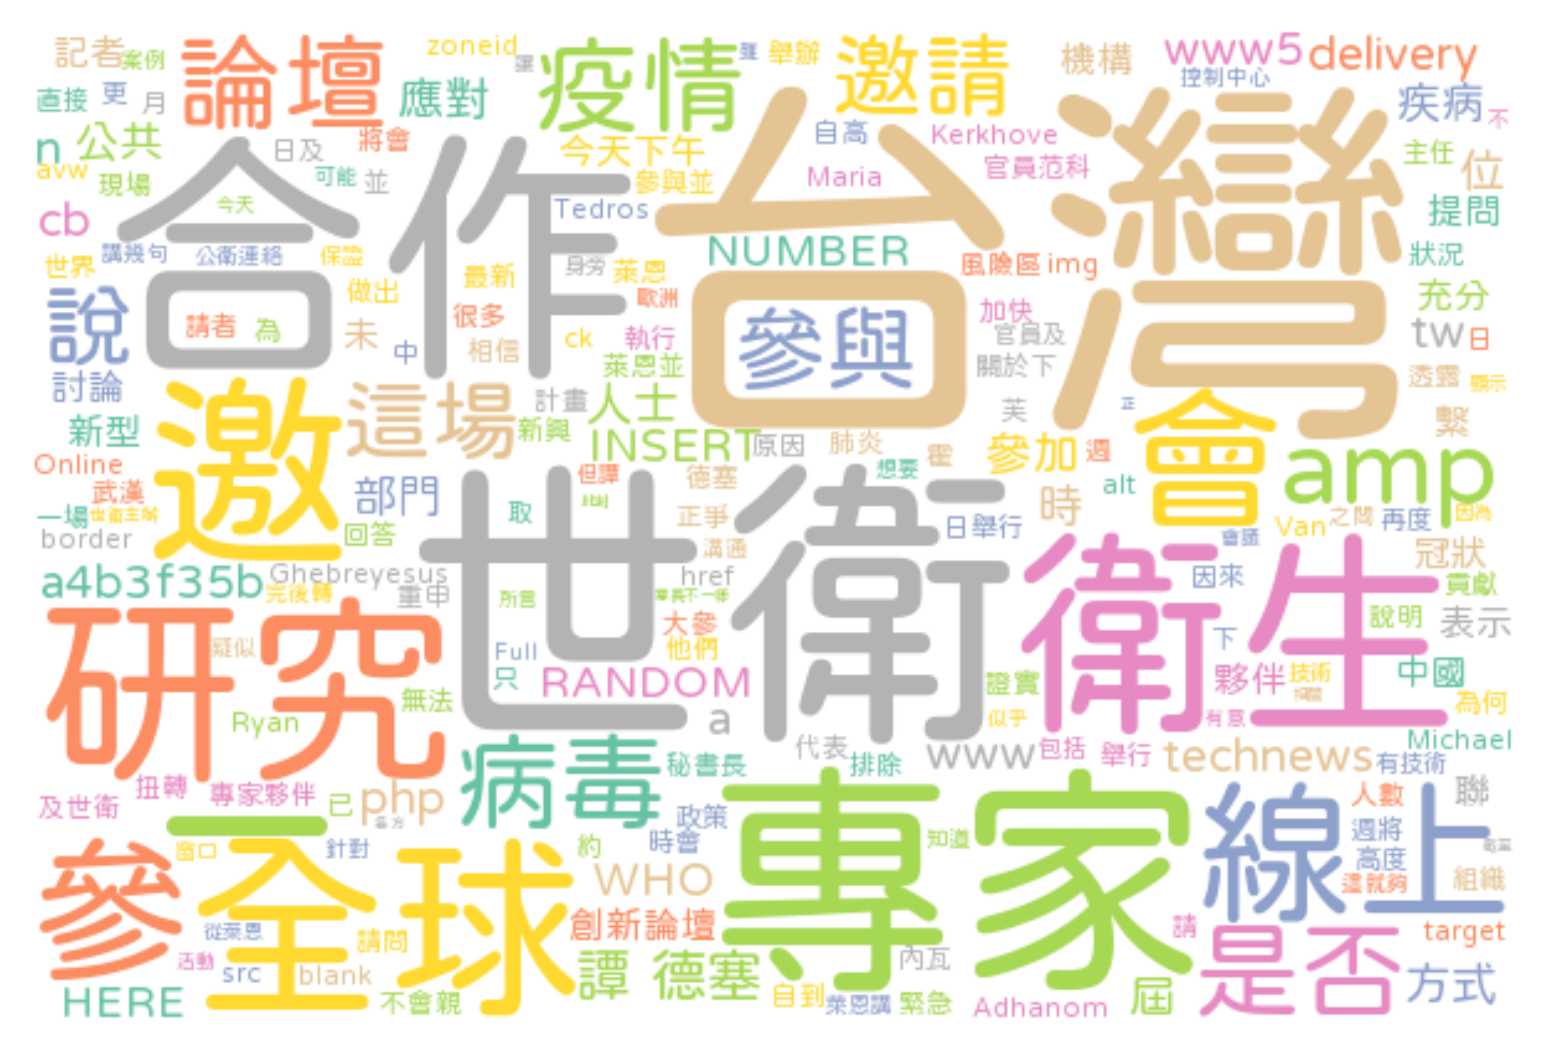 記者
案例
論壇
zoneid
應對
疫情
舉辦
邀請
機構
www5
delivery
控制中心
直接
更
月
疾病
不
n
公共
日及
將會
今天下午
自高
Kerkhove
主任
位
avw
現場
可能
並
參與並
Maria
官員范科
合作
台灣
cb
今天
Tedros
提問
世界
講幾句
公衛連絡
保證
最新
身旁
萊恩
NUMBER
風險區
img
狀況
說
做出
歐洲
充分
請者
為
未
中
很多
相信
ck
執行
參與
加快
官員及
tw
日
討論
萊恩並
關於下
透露
顯示
邀
這場
計畫
人士
芙
正
繫
新型
新興
INSERT
原因
肺炎
霍
參加
週
會
amp
Online
武漢
部門
但譚
德塞
想要
alt
一場
世衛主辦
取
正爭
時
Van
之間
再度
因為
border
回答
世衛
溝通
日舉行
會議
冠狀
a4b3f35b
Ghebreyesus
href
因來
貢獻
完後轉
重申
所言
衛生
研究
疑似
大參
他們
下
說明
表示
Full
只
RANDOM
證實
夥伴
技術
中國
無法
Ryan
a
似乎
有意
為何
病毒
秘書長
代表
排除
www
包括
舉行
technews
有技術
Michael
及世衛
扭轉
專家夥伴
已
php
政策
專家
線上
人數
聯
參
全球
窗口
針對
約
時會
知道
週將
高度
WHO
這就夠
組織
從萊恩
請問
創新論壇
請
target
活動
src
blank
譚
德塞
內瓦
是否
方式
HERE
不會親
自到
萊恩講
緊急
Adhanom
屆